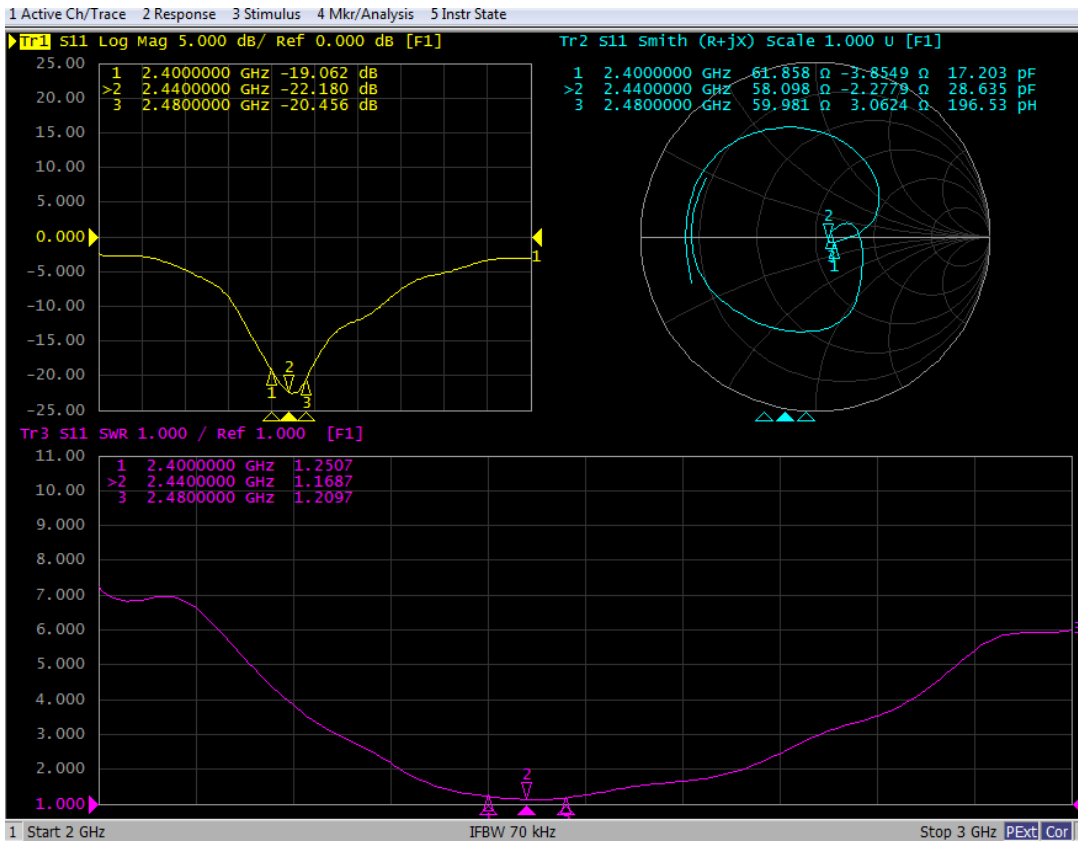 1 Active Ch/Trace 2 Response 3 Stimulus 4 Mkr/Analysis 5 Instr State
Tr1 S11 Log Mag 5.000 dB/ Ref 0.000 dB [F1]
25.00
20.00
15.00
10.00
5.000
0.000
-5.000
-10.00
-15.00
-20.00
-25.00
1 2.4000000 GHz -19.062 dB
>2 2.4400000 GHz -22.180 dB
3 2.4800000 GHz -20.456 dB
1
2
1
3
Tr2 S11 Smith (R+jX) Scale 1.000 U [F1]
1 2.4000000 GHz 61.858 Ω -3.8549 Ω 17.203 pF
>2 2.4400000 GHz 58.098 Ω -2.2779 Ω 28.635 pF
3 2.4800000 GHz 59.981 Ω 3.0624 Ω 196.53 pH
2
1
Tr3 S11 SWR 1.000 / Ref 1.000 [F1]
11.00
10.00
9.000
8.000
7.000
6.000
5.000
4.000
3.000
2.000
1.000
1 2.4000000 GHz 1.2507
>2 2.4400000 GHz 1.1687
3 2.4800000 GHz 1.2097
2
1 Start 2 GHz IFBW 70 kHz Stop 3 GHz PExt Cor